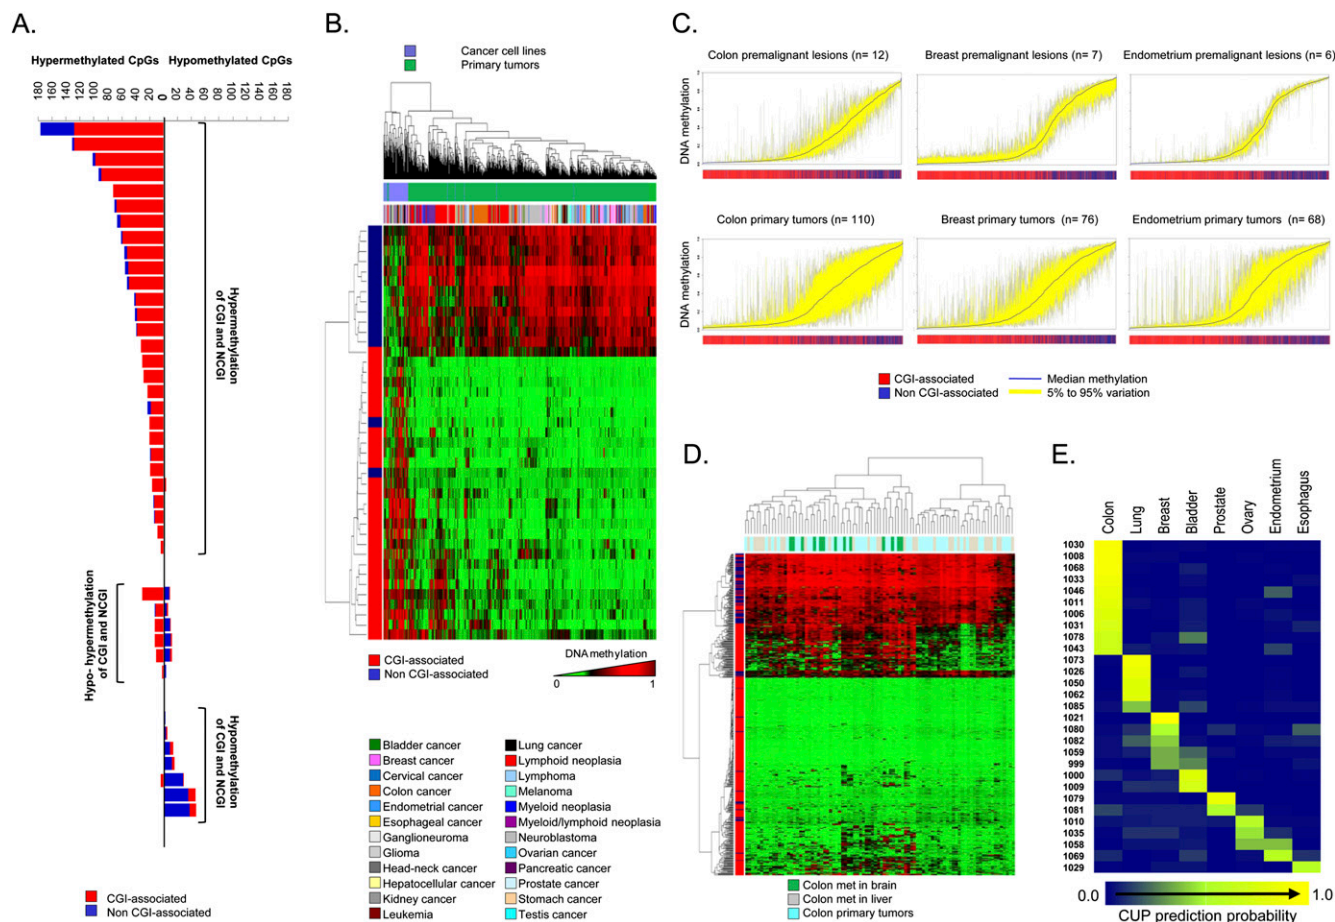 A.
Hypermethylated CpGs Hypomethylated CpGs
180 160 140 120 100 80 60 40 20 0 20 40 60 80 100 120 140 160 180
Hypermethylation
of CGI and NCGI
Hypo- hypermethylation
of CGI and NCGI
Hypomethylation
of CGI and NCGI
CGI-associated
Non CGI-associated
B.
Cancer cell lines
Primary tumors
CGI-associated
Non CGI-associated
DNA methylation
0 1
Bladder cancer
Breast cancer
Cervical cancer
Colon cancer
Endometrial cancer
Esophageal cancer
Ganglioneuroma
Glioma
Head-neck cancer
Hepatocellular cancer
Kidney cancer
Leukemia
Lung cancer
Lymphoid neoplasia
Lymphoma
Melanoma
Myeloid neoplasia
Myeloid/lymphoid neoplasia
Neuroblastoma
Ovarian cancer
Pancreatic cancer
Prostate cancer
Stomach cancer
Testis cancer
C.
Colon premalignant lesions (n= 12)
Breast premalignant lesions (n= 7)
Endometrium premalignant lesions (n= 6)
DNA methylation
Colon primary tumors (n= 110)
Breast primary tumors (n= 76)
Endometrium primary tumors (n= 68)
DNA methylation
CGI-associated
Non CGI-associated
Median methylation
5% to 95% variation
D.
Colon met in brain
Colon met in liver
Colon primary tumors
E.
Colon
Lung
Breast
Bladder
Prostate
Ovary
Endometrium
Esophagus
1030
1008
1068
1033
1046
1011
1006
1031
1078
1043
1073
1026
1050
1062
1085
1021
1080
1082
1059
999
1000
1009
1079
1081
1010
1035
1058
1069
1029
0.0 1.0
CUP prediction probability